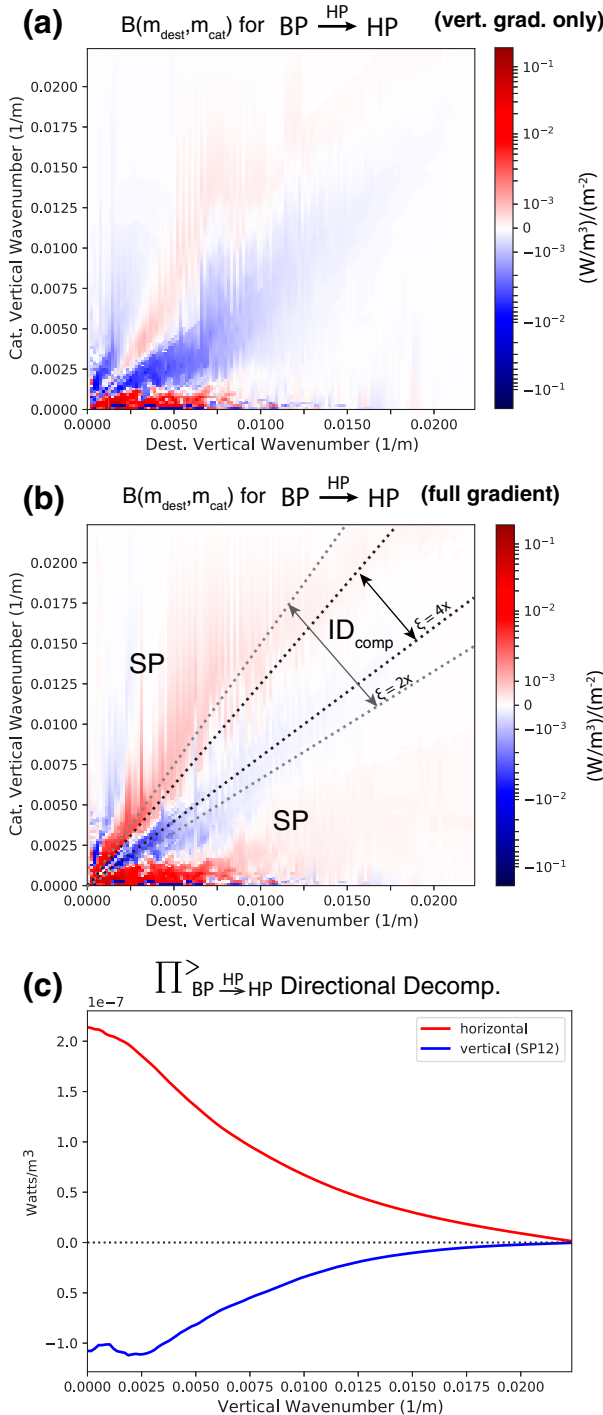 (a) B(m_dest,m_cat) for BP —HP→ HP (vert. grad. only)
Cat. Vertical Wavenumber (1/m)
0.0200
0.0175
0.0150
0.0125
0.0100
0.0075
0.0050
0.0025
0.0000
0.0000 0.0025 0.0050 0.0075 0.0100 0.0125 0.0150 0.0175 0.0200
Dest. Vertical Wavenumber (1/m)
10⁻¹
10⁻²
10⁻³
0
−10⁻³
−10⁻²
−10⁻¹
(W/m³)/(m⁻²)
(b) B(m_dest,m_cat) for BP —HP→ HP (full gradient)
Cat. Vertical Wavenumber (1/m)
0.0200
0.0175
0.0150
0.0125
0.0100
0.0075
0.0050
0.0025
0.0000
SP
ID_comp
ξ = 4x
ξ = 2x
SP
0.0000 0.0025 0.0050 0.0075 0.0100 0.0125 0.0150 0.0175 0.0200
Dest. Vertical Wavenumber (1/m)
10⁻¹
10⁻²
10⁻³
0
−10⁻³
−10⁻²
−10⁻¹
(W/m³)/(m⁻²)
(c) ∏^> BP —HP→ HP Directional Decomp.
1e-7
Watts/m3
2.0
1.5
1.0
0.5
0.0
0.5
−1.0
horizontal
vertical (SP12)
0.0000 0.0025 0.0050 0.0075 0.0100 0.0125 0.0150 0.0175 0.0200
Vertical Wavenumber (1/m)